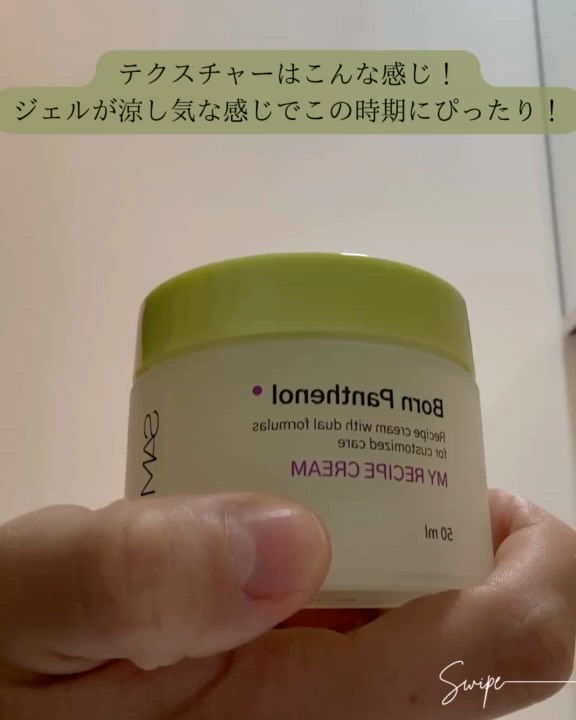 テクスチャーはこんな感じ！
ジェルが涼し気な感じでこの時期にぴったり！
Born Panthenol
Recipe cream with dual formulas
for customized care
MY RECIPE CREAM
50 ml
SAM
Swipe